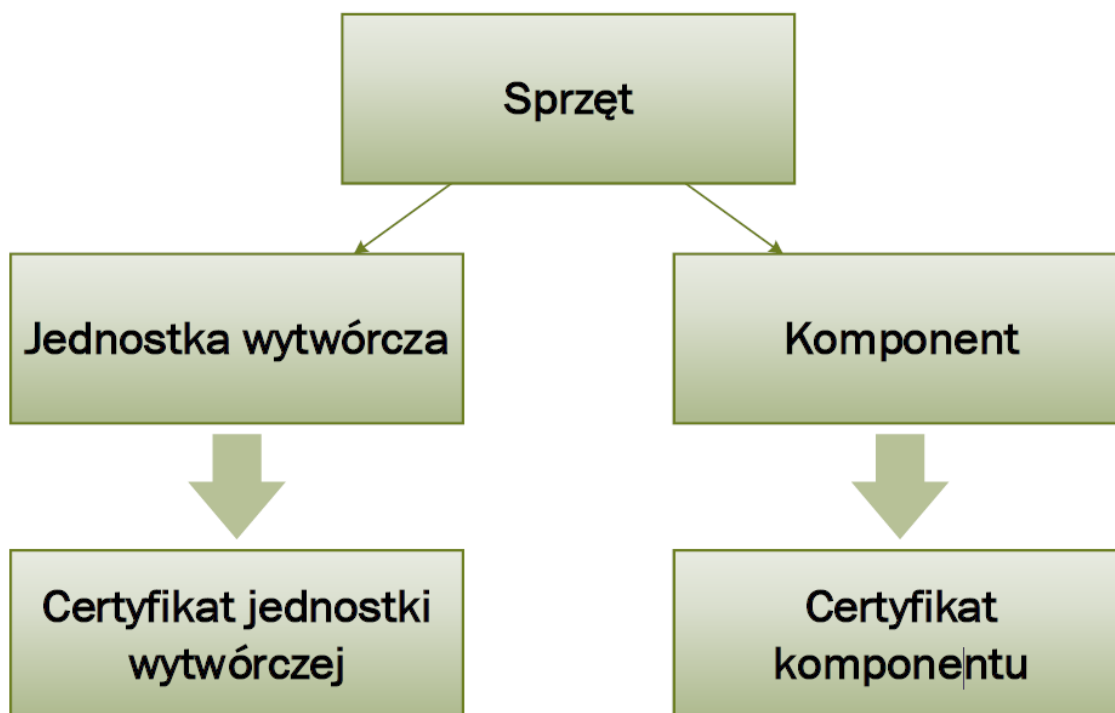 Sprzęt
Jednostka wytwórcza
Komponent
Certyfikat jednostki
wytwórczej
Certyfikat
komponentu